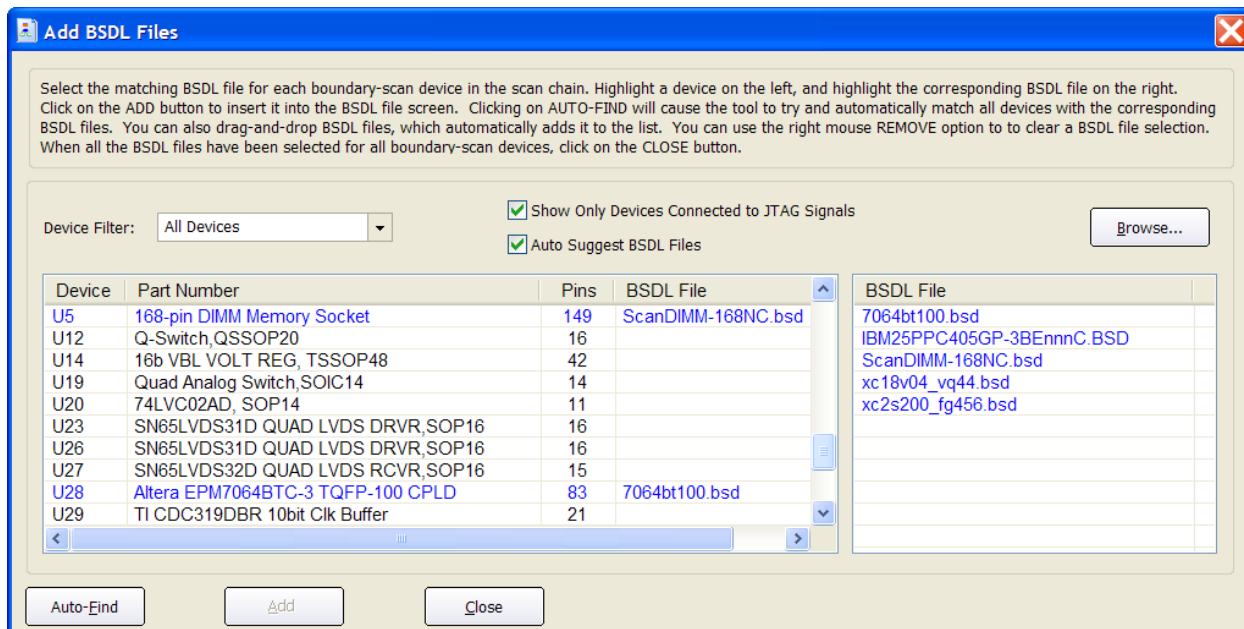 Add BSDL Files
Select the matching BSDL file for each boundary-scan device in the scan chain. Highlight a device on the left, and highlight the corresponding BSDL file on the right.
Click on the ADD button to insert it into the BSDL file screen. Clicking on AUTO-FIND will cause the tool to try and automatically match all devices with the corresponding
BSDL files. You can also drag-and-drop BSDL files, which automatically adds it to the list. You can use the right mouse REMOVE option to to clear a BSDL file selection.
When all the BSDL files have been selected for all boundary-scan devices, click on the CLOSE button.
Device Filter: All Devices
Show Only Devices Connected to JTAG Signals
Auto Suggest BSDL Files
Browse...
Device Part Number Pins BSDL File
U5 168-pin DIMM Memory Socket 149 ScanDIMM-168NC.bsd
U12 Q-Switch,QSSOP20 16
U14 16b VBL VOLT REG, TSSOP48 42
U19 Quad Analog Switch,SOIC14 14
U20 74LVC02AD, SOP14 11
U23 SN65LVDS31D QUAD LVDS DRVR,SOP16 16
U26 SN65LVDS31D QUAD LVDS DRVR,SOP16 16
U27 SN65LVDS32D QUAD LVDS RCVR,SOP16 15
U28 Altera EPM7064BTC-3 TQFP-100 CPLD 83 7064bt100.bsd
U29 TI CDC319DBR 10bit Clk Buffer 21
BSDL File
7064bt100.bsd
IBM25PPC405GP-3BEnnnC.BSD
ScanDIMM-168NC.bsd
xc18v04_vq44.bsd
xc2s200_fg456.bsd
Auto-Find Add Close